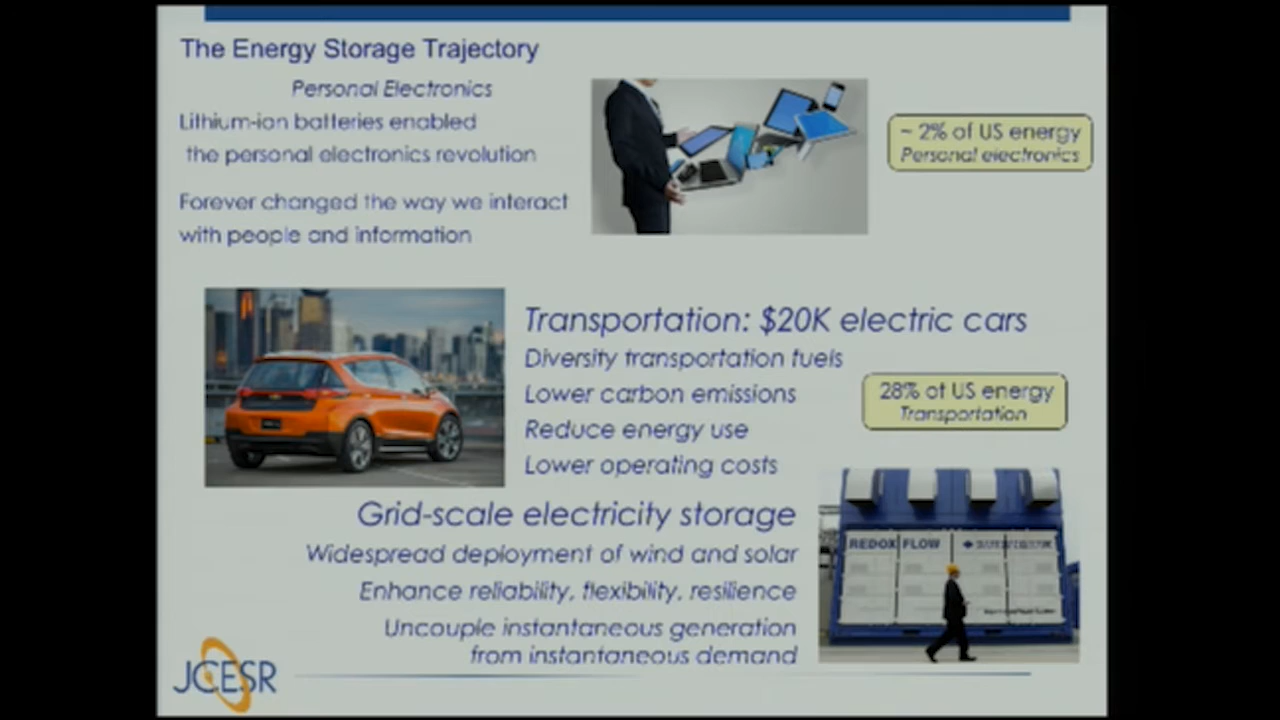 The Energy Storage Trajectory
Personal Electronics
Lithium-ion batteries enabled
the personal electronics revolution
Forever changed the way we interact
with people and information
~ 2% of US energy
Personal electronics
Transportation: $20K electric cars
Diversity transportation fuels
Lower carbon emissions
Reduce energy use
Lower operating costs
28% of US energy
Transportation
Grid-scale electricity storage
Widespread deployment of wind and solar
Enhance reliability, flexibility, resilience
Uncouple instantaneous generation
from instantaneous demand
REDOX FLOW
JCESR